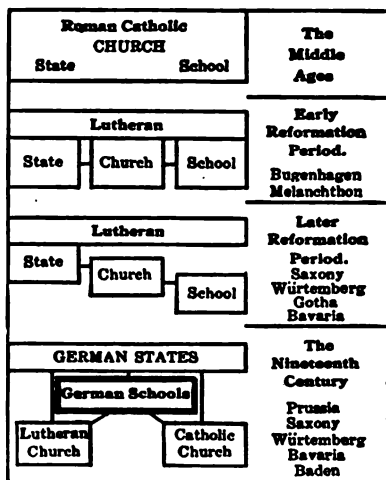 Roman Catholic
CHURCH
State School
The
Middle
Ages
Lutheran
State Church School
Early
Reformation
Period.
Bugenhagen
Melanchthon
Lutheran
State
Church
School
Later
Reformation
Period.
Saxony
Würtemberg
Gotha
Bavaria
GERMAN STATES
German Schools
Lutheran
Church
Catholic
Church
The
Nineteenth
Century
Prussia
Saxony
Würtemberg
Bavaria
Baden